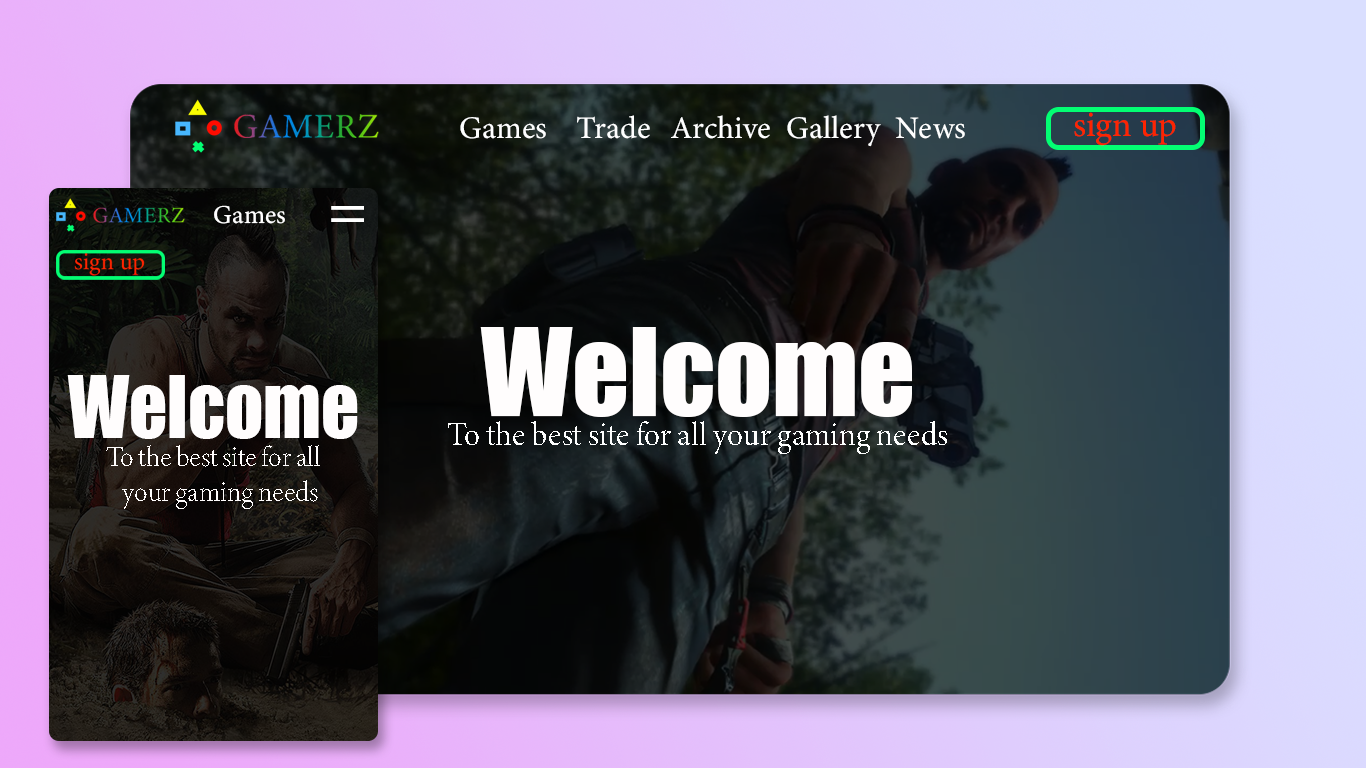 GAMERZ
Games Trade Archive Gallery News
sign up
Welcome
To the best site for all your gaming needs
GAMERZ
Games
sign up
Welcome
To the best site for all
your gaming needs